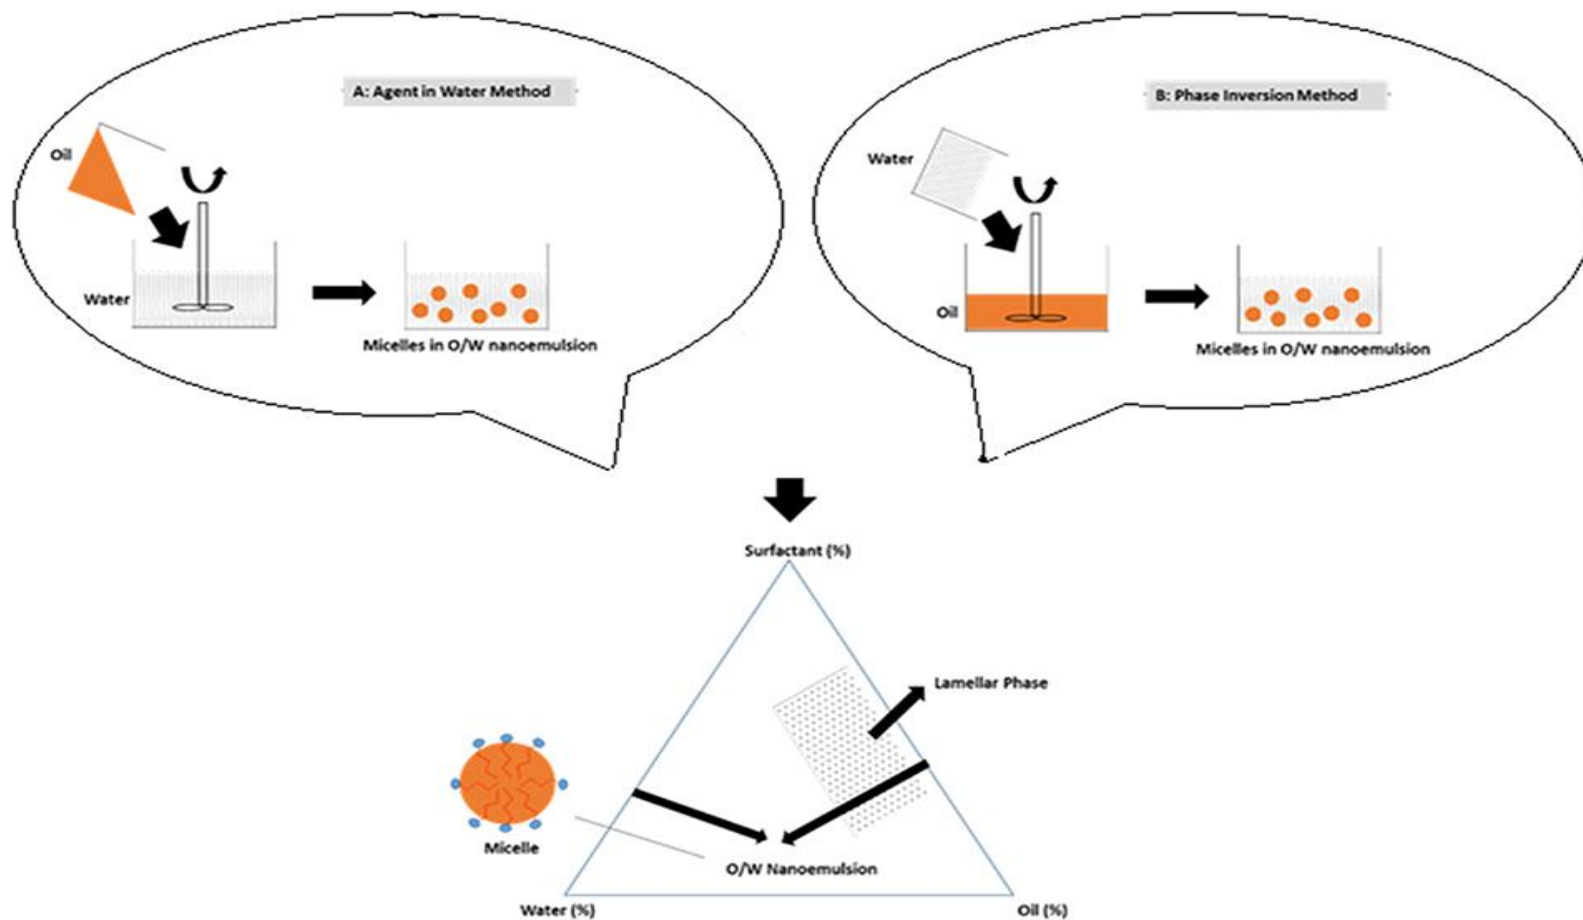 A: Agent in Water Method
Oil
Water
Micelles in O/W nanoemulsion
B: Phase Inversion Method
Water
Oil
Micelles in O/W nanoemulsion
Surfactant (%)
Lamellar Phase
Micelle
O/W Nanoemulsion
Water (%)
Oil (%)